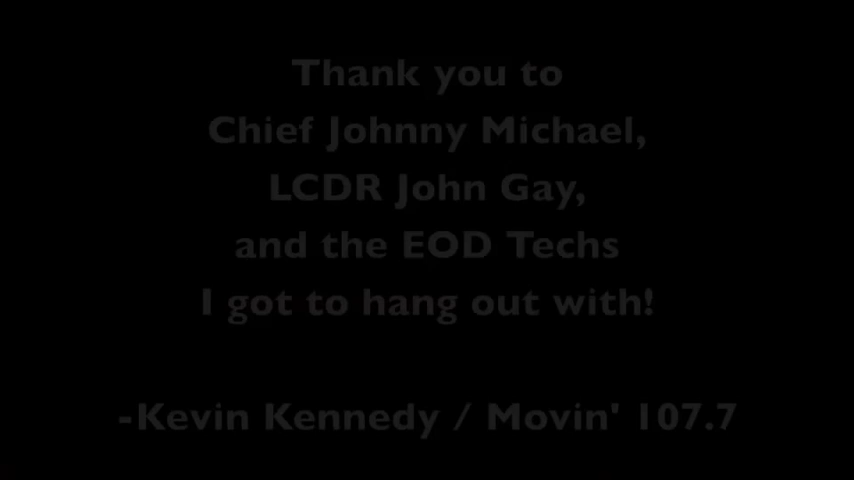 Thank you to
Chief Johnny Michael,
LCDR John Gay,
and the EOD Techs
I got to hang out with!
-Kevin Kennedy / Movin' 107.7